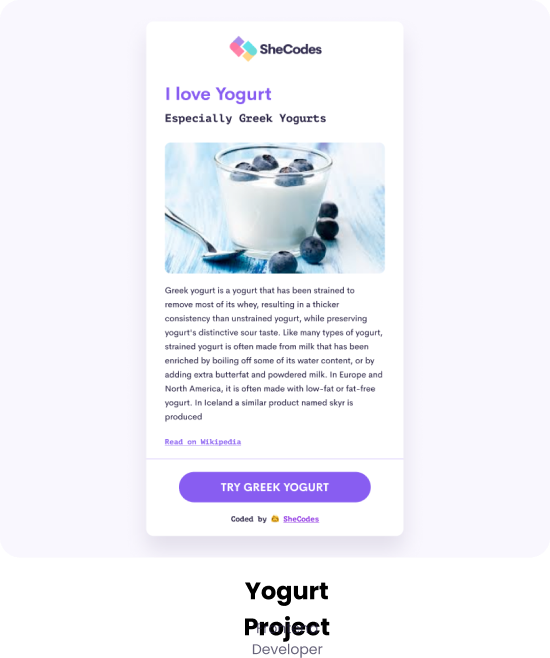 SheCodes
I love Yogurt
Especially Greek Yogurts
Greek yogurt is a yogurt that has been strained to
remove most of its whey, resulting in a thicker
consistency than unstrained yogurt, while preserving
yogurt's distinctive sour taste. Like many types of yogurt,
strained yogurt is often made from milk that has been
enriched by boiling off some of its water content, or by
adding extra butterfat and powdered milk. In Europe and
North America, it is often made with low-fat or fat-free
yogurt. In Iceland a similar product named skyr is
produced
Read on Wikipedia
TRY GREEK YOGURT
Coded by SheCodes
Yogurt
Project
Developer